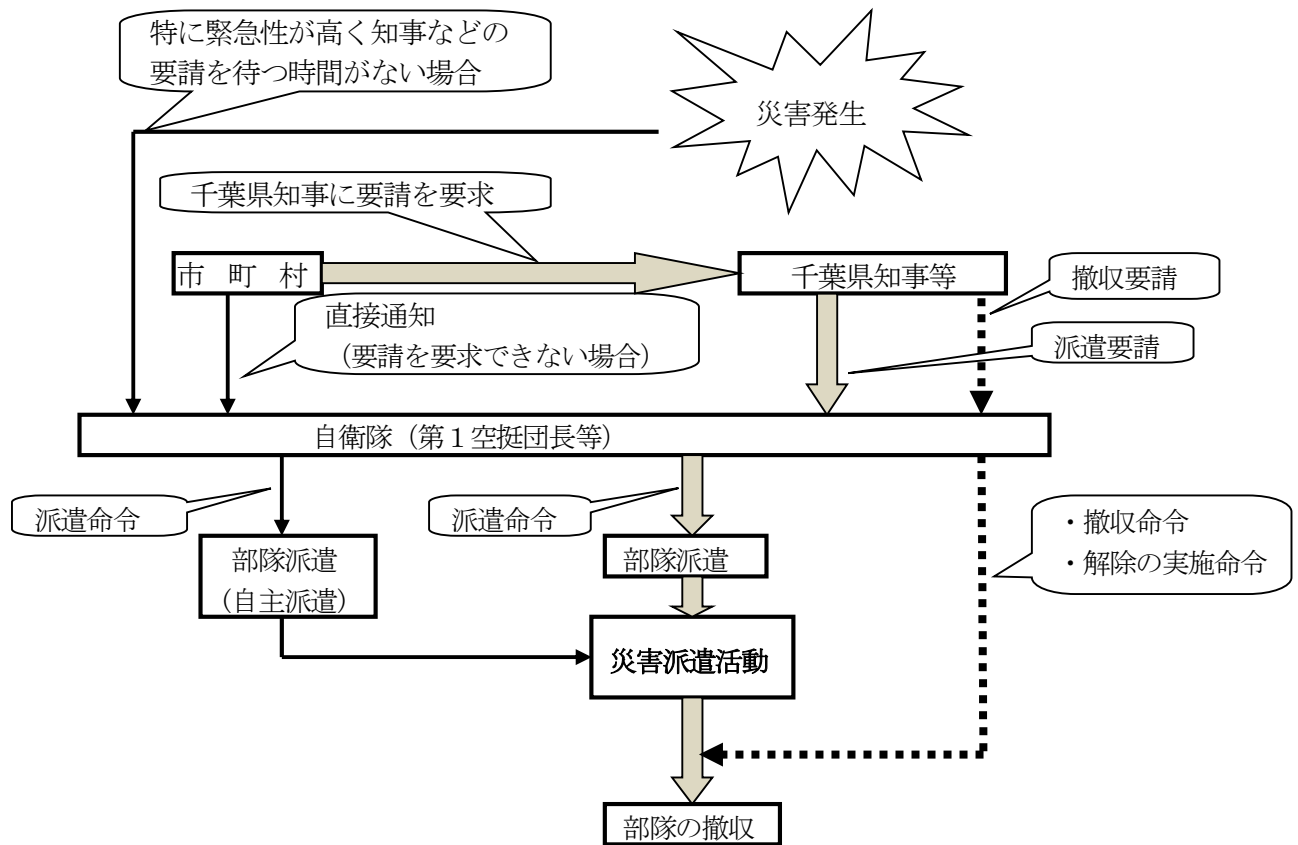 特に緊急性が高く知事などの
要請を待つ時間がない場合
災害発生
千葉県知事に要請を要求
市　町　村
千葉県知事等
撤収要請
直接通知
（要請を要求できない場合）
派遣要請
自衛隊（第１空挺団長等）
派遣命令
派遣命令
・撤収命令
・解除の実施命令
部隊派遣
（自主派遣）
部隊派遣
災害派遣活動
部隊の撤収